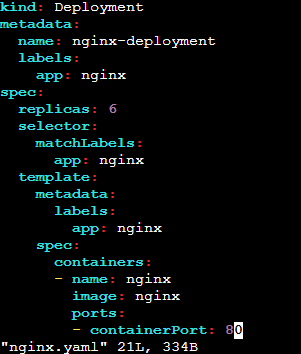 kind: Deployment
metadata:
  name: nginx-deployment
  labels:
    app: nginx
spec:
  replicas: 6
  selector:
    matchLabels:
      app: nginx
  template:
    metadata:
      labels:
        app: nginx
    spec:
      containers:
      - name: nginx
        image: nginx
        ports:
        - containerPort: 80
"nginx.yaml" 21L, 334B